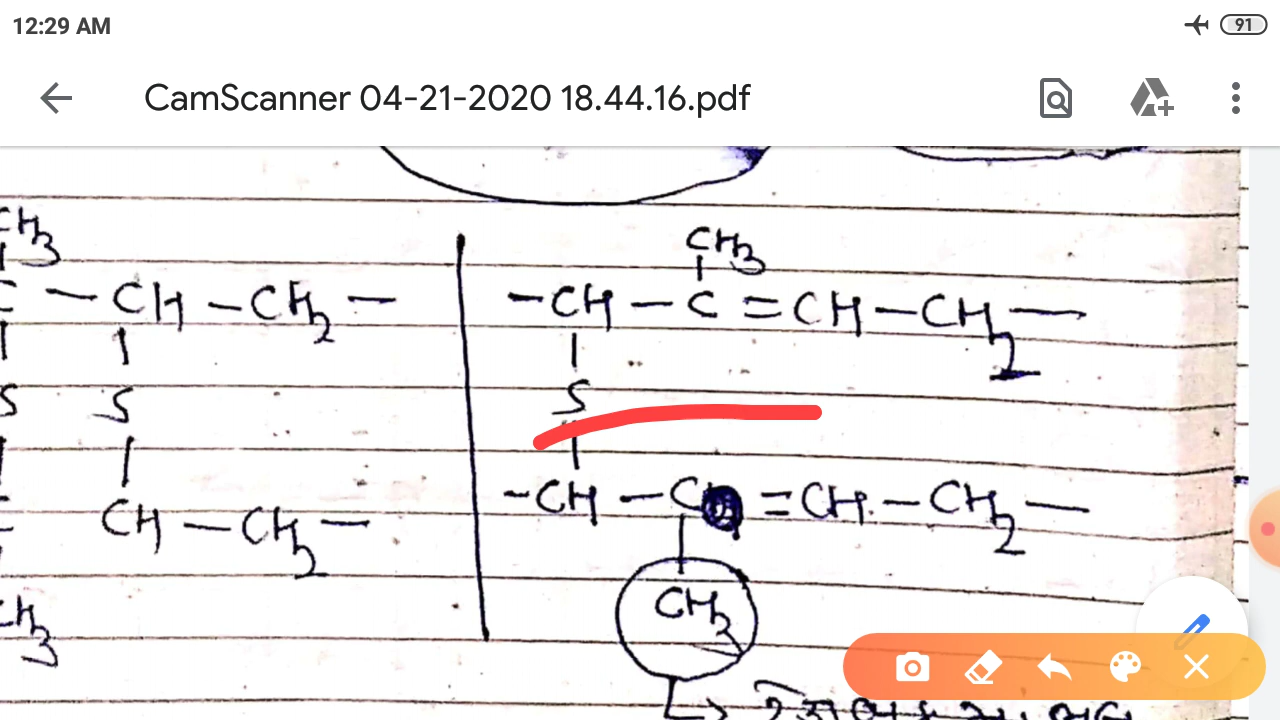 12:29 AM
91
CamScanner 04-21-2020 18.44.16.pdf
CH3
CH3
C - CH - CH2 -
- CH - C = CH - CH2 -
S
S
S
CH - CH2 -
- CH - C = CH - CH2 -
CH3
CH3